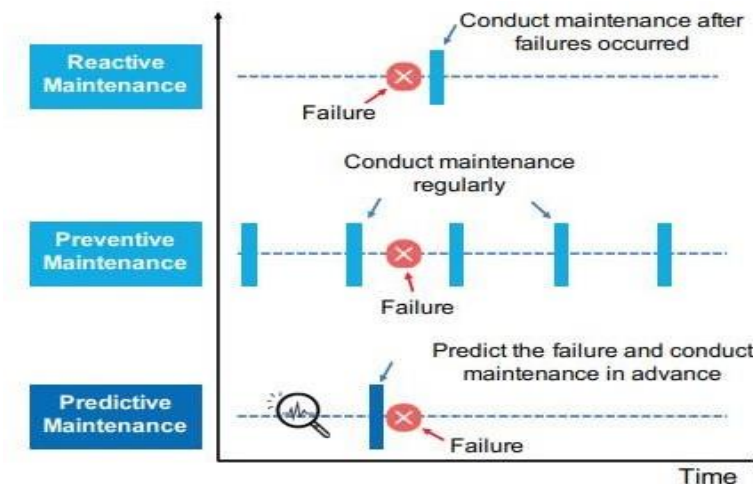 Conduct maintenance after
failures occurred
Reactive
Maintenance
Failure
Conduct maintenance
regularly
Preventive
Maintenance
Failure
Predict the failure and conduct
maintenance in advance
Predictive
Maintenance
Failure
Time